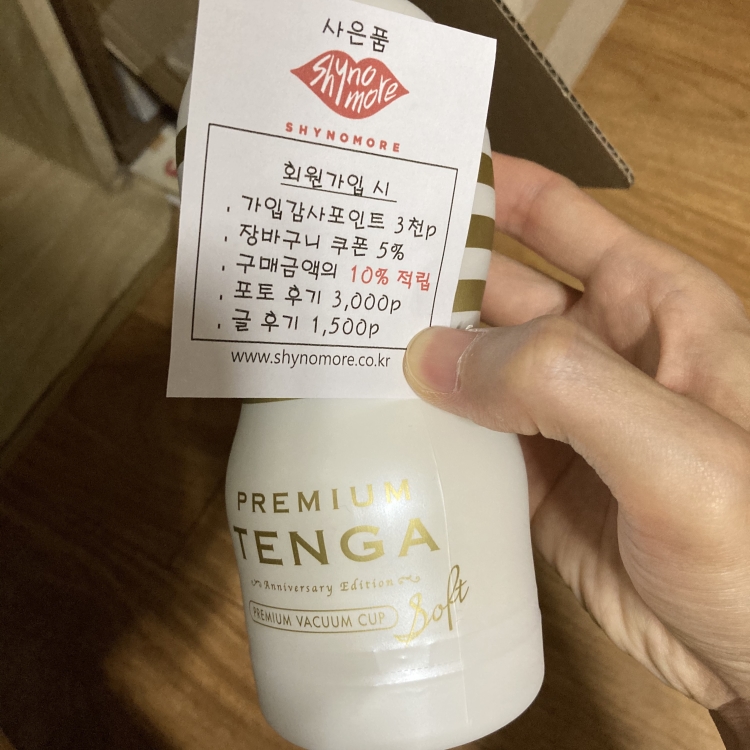 사은품
shyno
more
SHYNOMORE
회원가입 시
. 가입감사포인트 3천p
. 장바구니 쿠폰 5%
. 구매금액의 10% 적립
. 포토 후기 3,000p
. 글 후기 1,500p
www.shynomore.co.kr
PREMIUM
TENGA
Anniversary Edition
PREMIUM VACUUM CUP
Soft